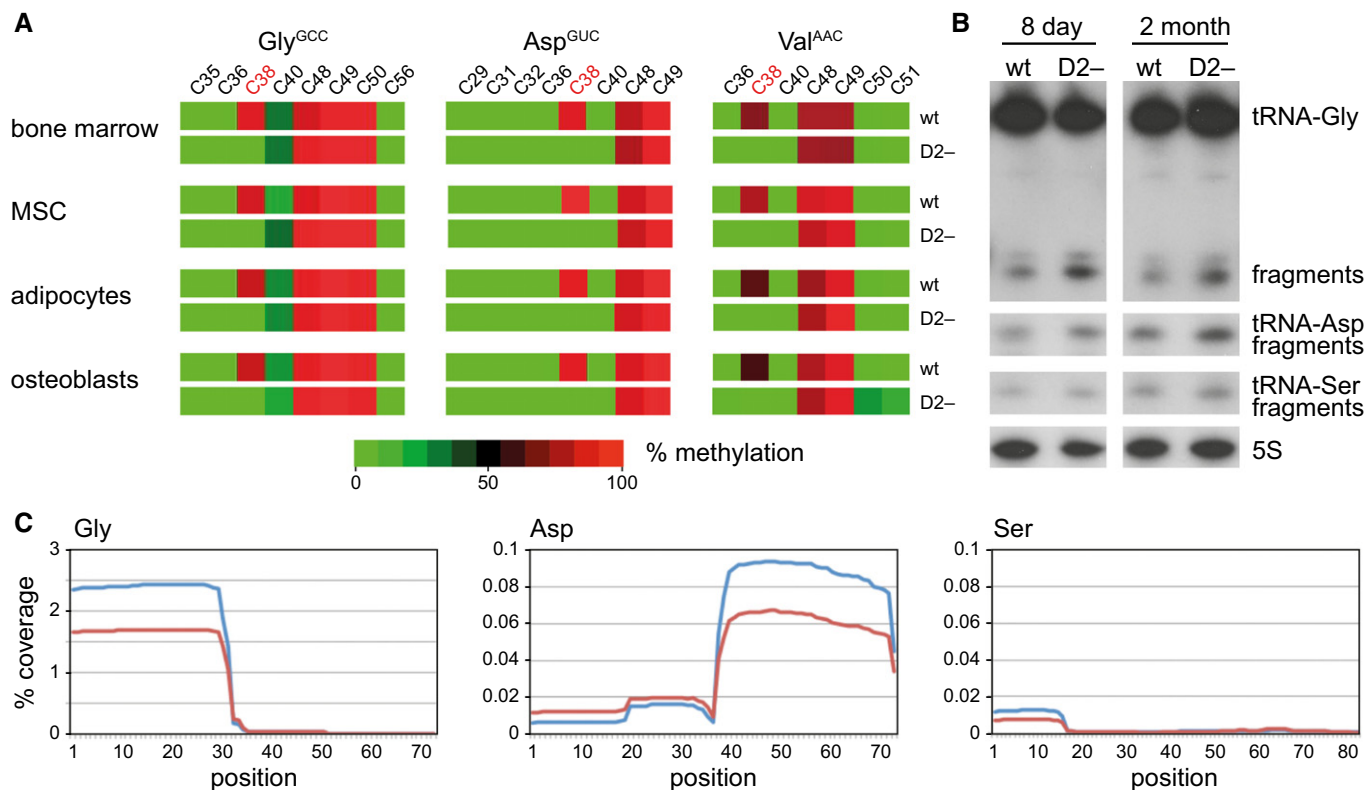 A
Gly^GCC
Asp^GUC
Val^AAC
C35 C36 C38 C40 C48 C49 C50 C56
C29 C31 C32 C36 C38 C40 C48 C49
C36 C38 C40 C48 C49 C50 C51
bone marrow
wt
D2–
MSC
wt
D2–
adipocytes
wt
D2–
osteoblasts
wt
D2–
0 50 100
% methylation
B
8 day 2 month
wt D2– wt D2–
tRNA-Gly
fragments
tRNA-Asp
fragments
tRNA-Ser
fragments
5S
C
Gly
% coverage
3
2
1
0
1 10 20 30 40 50 60 70
position
Asp
0.1
0.08
0.06
0.04
0.02
0
1 10 20 30 40 50 60 70
position
Ser
0.1
0.08
0.06
0.04
0.02
0
1 10 20 30 40 50 60 70 80
position